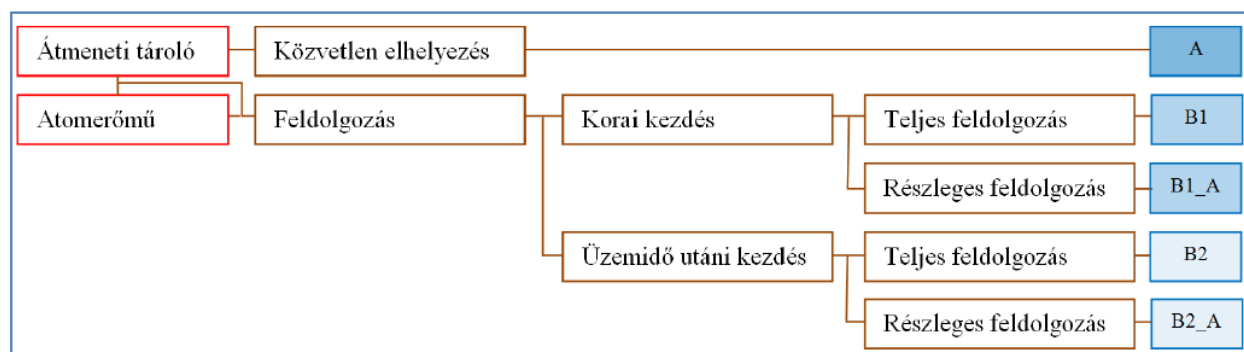 Átmeneti tároló Közvetlen elhelyezés A
Atomerőmű Feldolgozás Korai kezdés Teljes feldolgozás B1
Részleges feldolgozás B1_A
Üzemidő utáni kezdés Teljes feldolgozás B2
Részleges feldolgozás B2_A